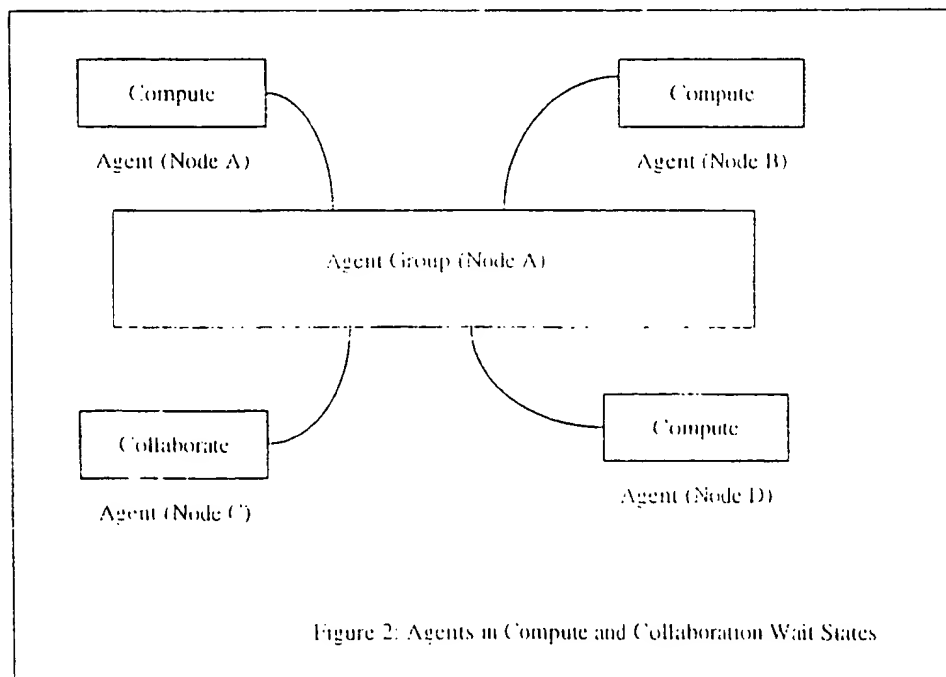 Compute
Compute
Agent (Node A)
Agent (Node B)
Agent Group (Node A)
Collaborate
Compute
Agent (Node C)
Agent (Node D)
Figure 2: Agents in Compute and Collaboration Wait States